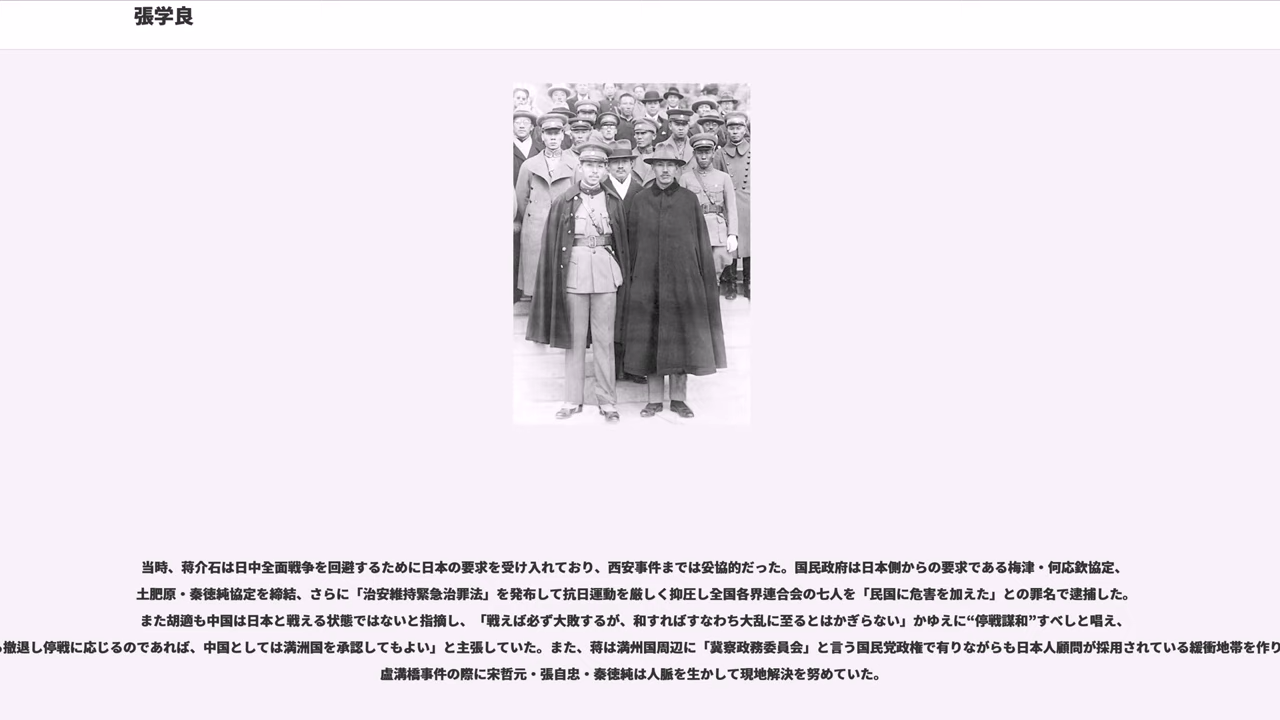 張学良
当時、蒋介石は日中全面戦争を回避するために日本の要求を受け入れており、西安事件までは妥協的だった。国民政府は日本側からの要求である梅津・何応欽協定、
土肥原・秦徳純協定を締結、さらに「治安維持緊急治罪法」を発布して抗日運動を厳しく抑圧し全国各界連合会の七人を「民国に危害を加えた」との罪名で逮捕した。
また胡適も中国は日本と戦える状態ではないと指摘し、「戦えば必ず大敗するが、和すればすなわち大乱に至るとはかぎらない」かゆえに“停戦謀和”すべしと唱え、
撤退し停戦に応じるのであれば、中国としては満洲国を承認してもよい」と主張していた。また、蒋は満州国周辺に「冀察政務委員会」と言う国民党政権で有りながらも日本人顧問が採用されている緩衝地帯を作り
盧溝橋事件の際に宋哲元・張自忠・秦徳純は人脈を生かして現地解決を努めていた。